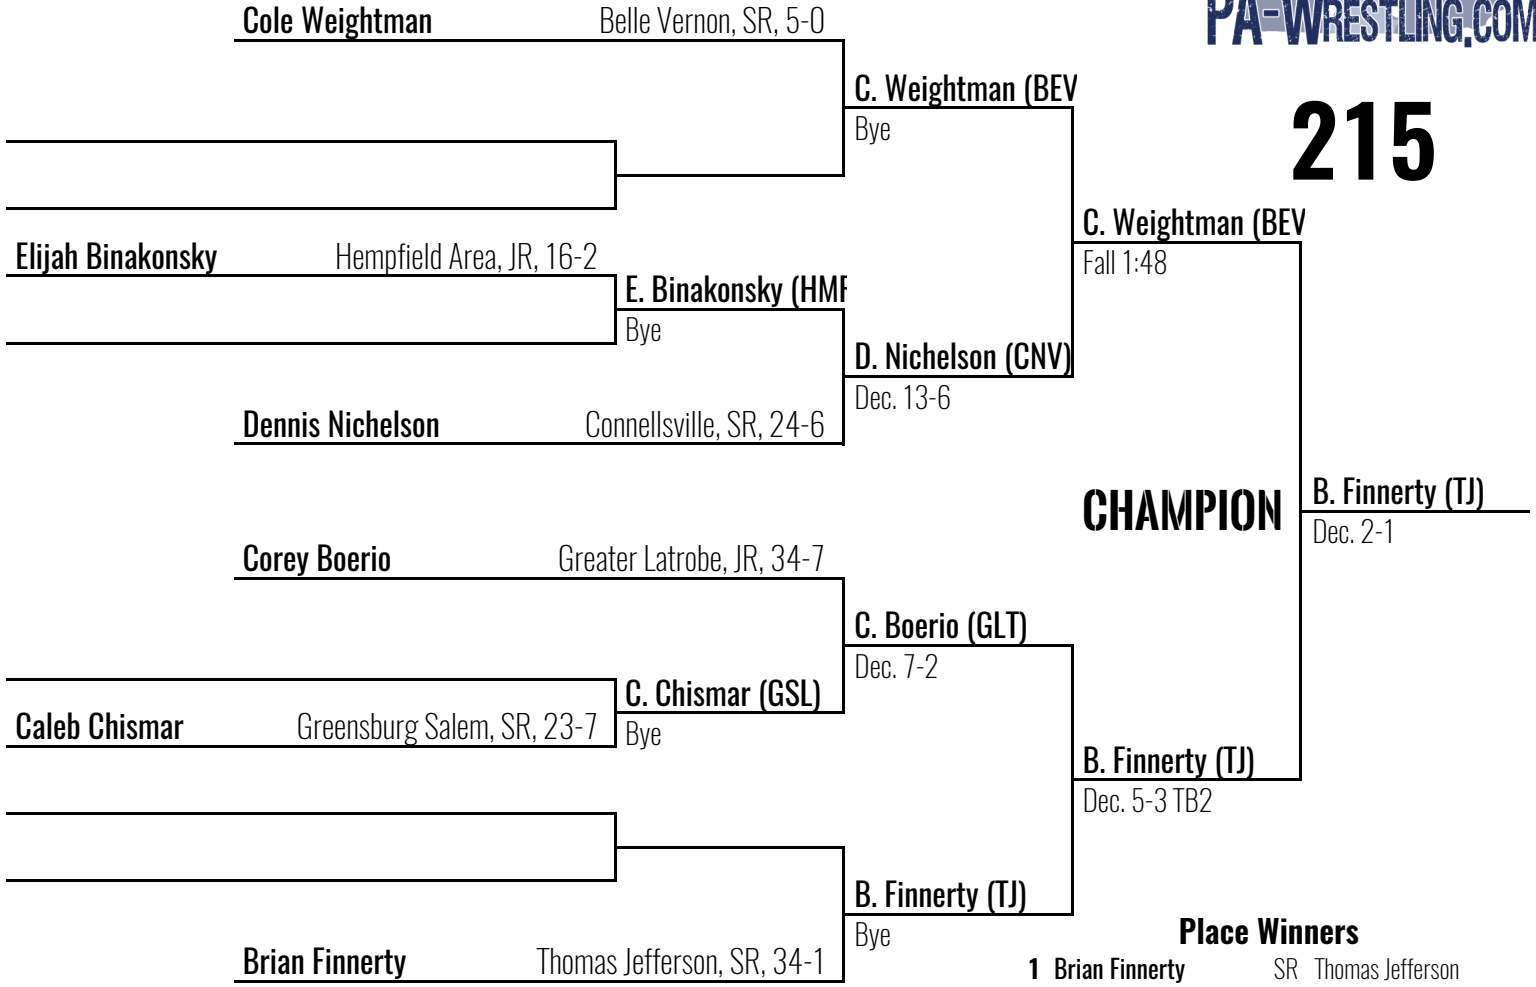 Cole Weightman Belle Vernon, SR, 5-0
PA-WRESTLING.COM
C. Weightman (BEV
Bye
215
C. Weightman (BEV
Fall 1:48
Elijah Binakonsky Hempfield Area, JR, 16-2
E. Binakonsky (HMF
Bye
D. Nichelson (CNV)
Dec. 13-6
Dennis Nichelson Connellsville, SR, 24-6
CHAMPION
B. Finnerty (TJ)
Dec. 2-1
Corey Boerio Greater Latrobe, JR, 34-7
C. Boerio (GLT)
Dec. 7-2
C. Chismar (GSL)
Caleb Chismar Greensburg Salem, SR, 23-7
Bye
B. Finnerty (TJ)
Dec. 5-3 TB2
B. Finnerty (TJ)
Bye
Brian Finnerty Thomas Jefferson, SR, 34-1
Place Winners
1 Brian Finnerty SR Thomas Jefferson